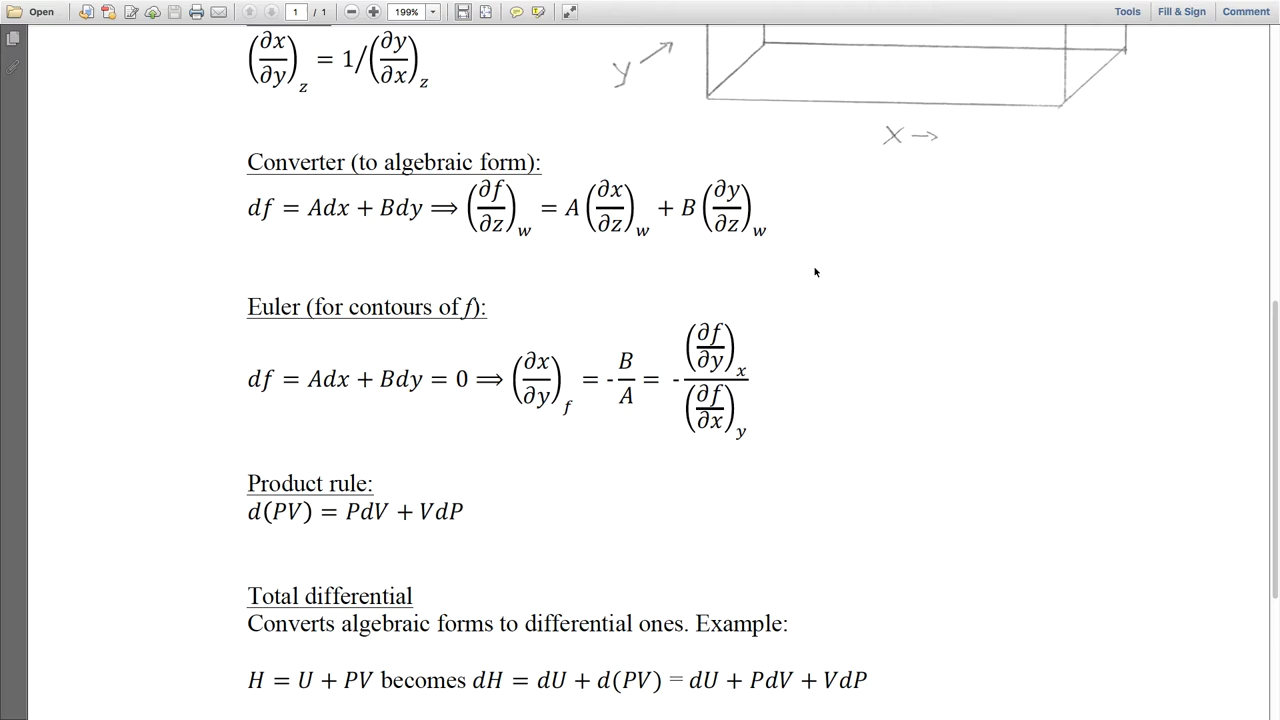 Open 1 / 1 199% Tools Fill & Sign Comment
(∂x/∂y)_z = 1/(∂y/∂x)_z
y
X →
Converter (to algebraic form):
df = Adx + Bdy ⟹ (∂f/∂z)_w = A (∂x/∂z)_w + B (∂y/∂z)_w
Euler (for contours of f):
df = Adx + Bdy = 0 ⟹ (∂x/∂y)_f = - B/A = - (∂f/∂y)_x / (∂f/∂x)_y
Product rule:
d(PV) = PdV + VdP
Total differential
Converts algebraic forms to differential ones. Example:
H = U + PV becomes dH = dU + d(PV) = dU + PdV + VdP